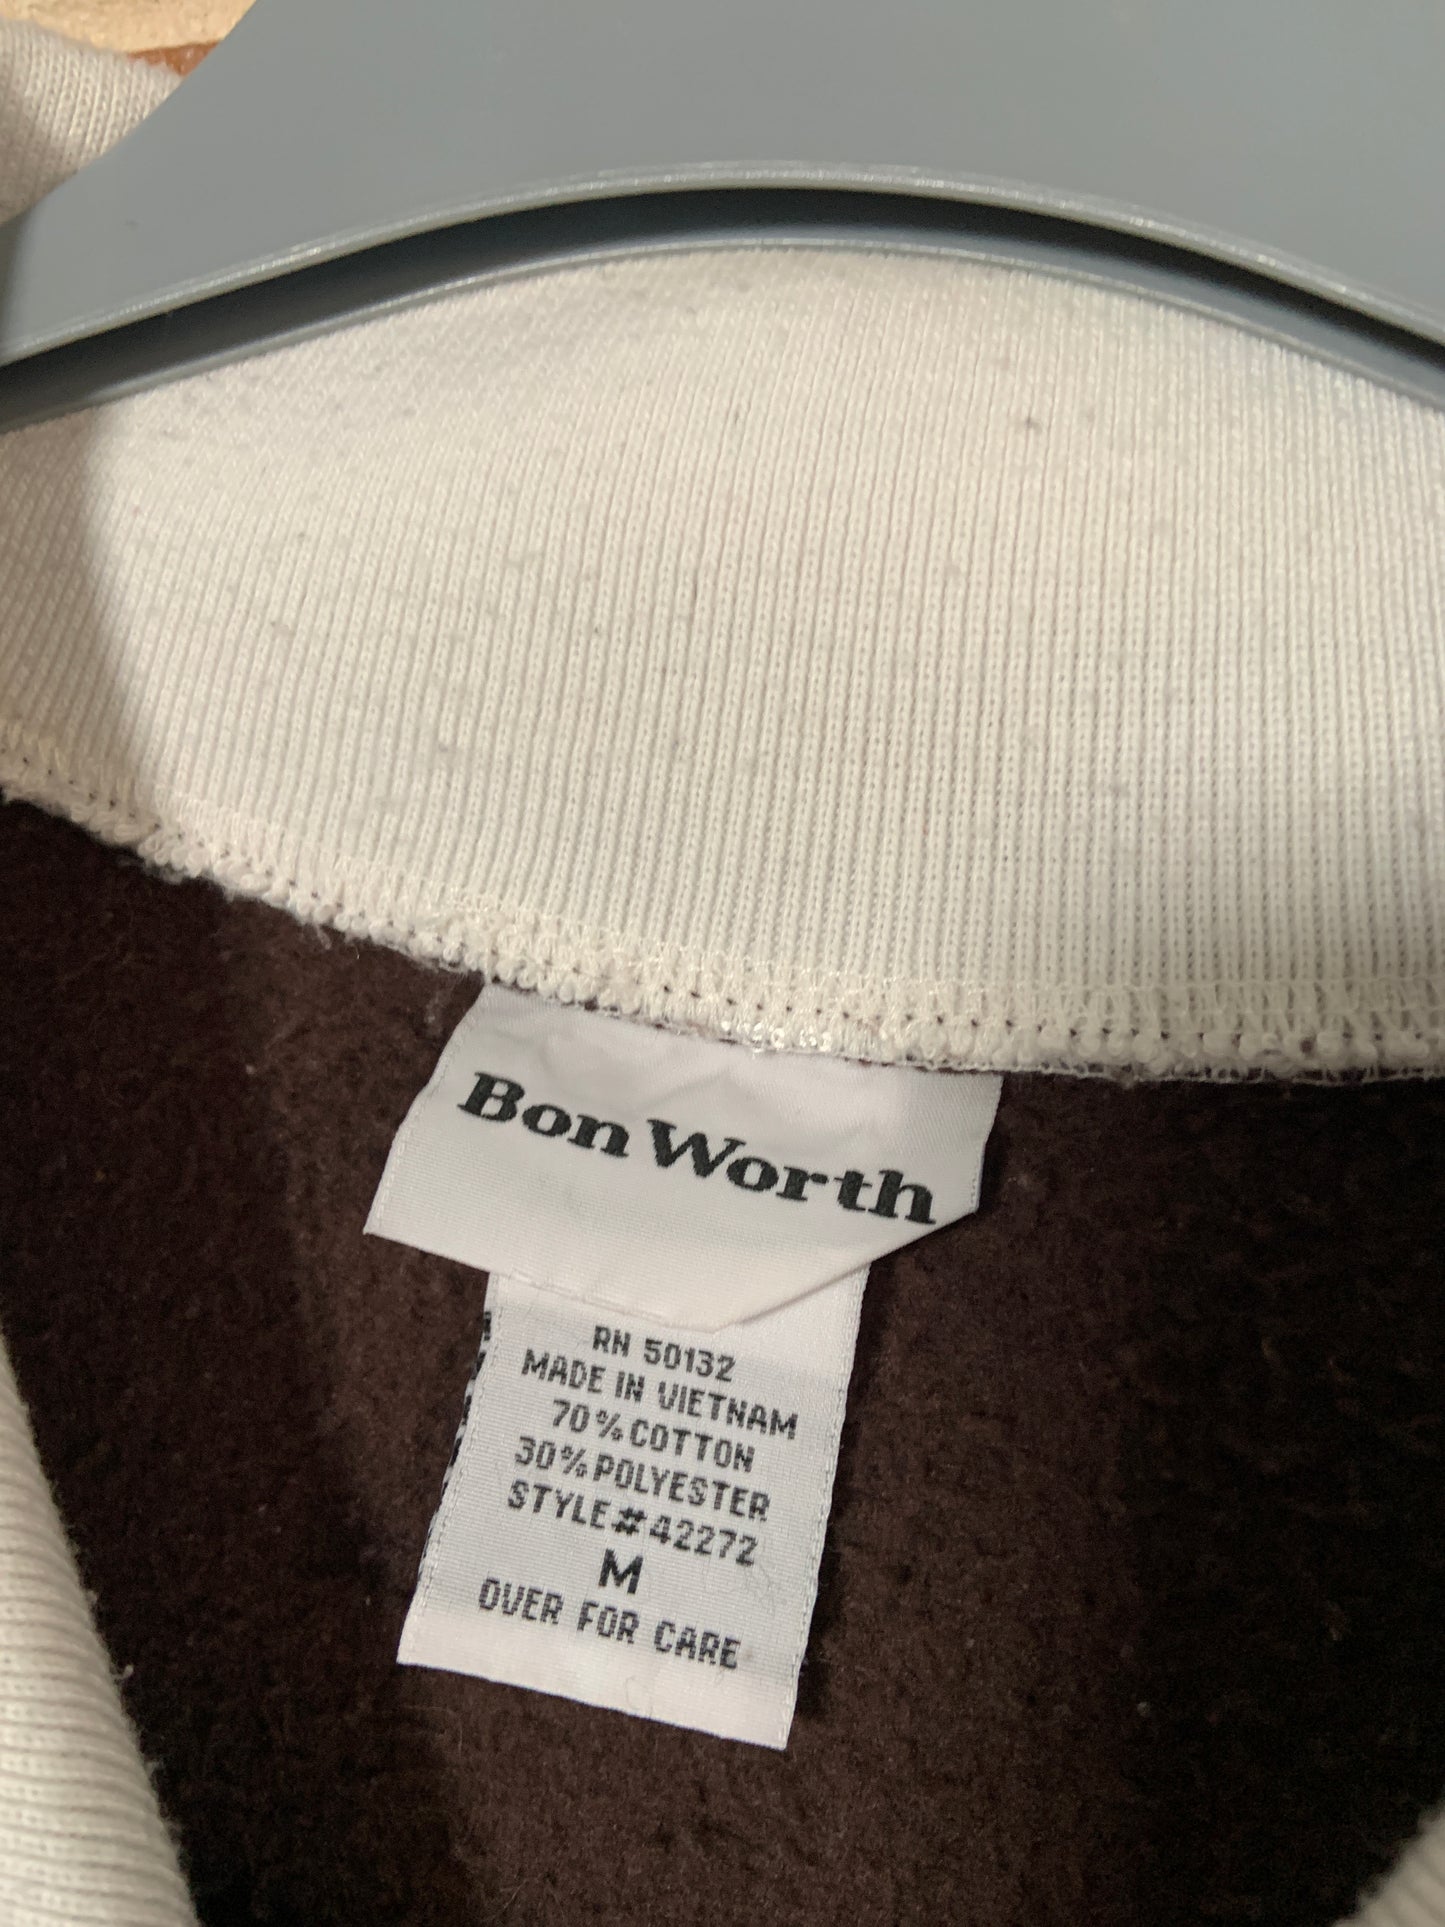 Bon Worth
RN 50132
MADE IN VIETNAM
70% COTTON
30% POLYESTER
STYLE#42272
M
OVER FOR CARE